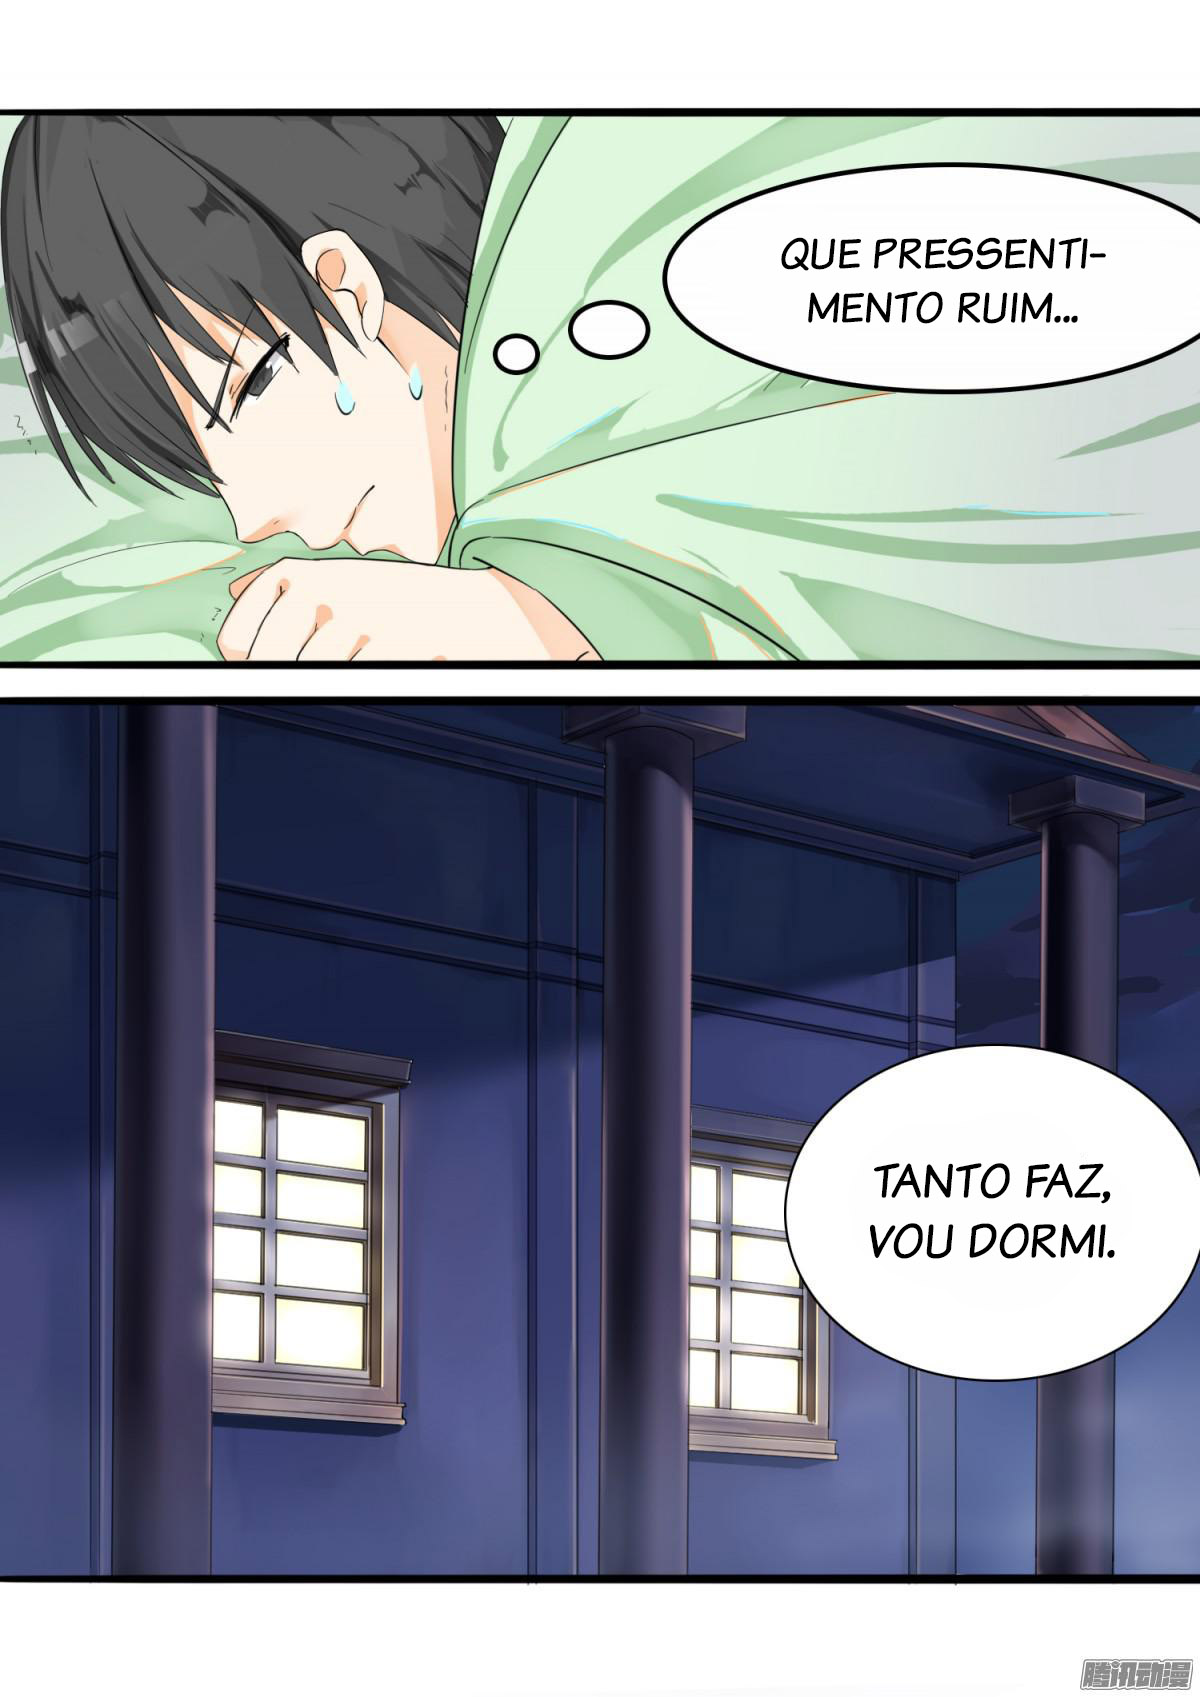 QUE PRESSENTI-
MENTO RUIM...
TANTO FAZ,
VOU DORMI.
腾讯动漫